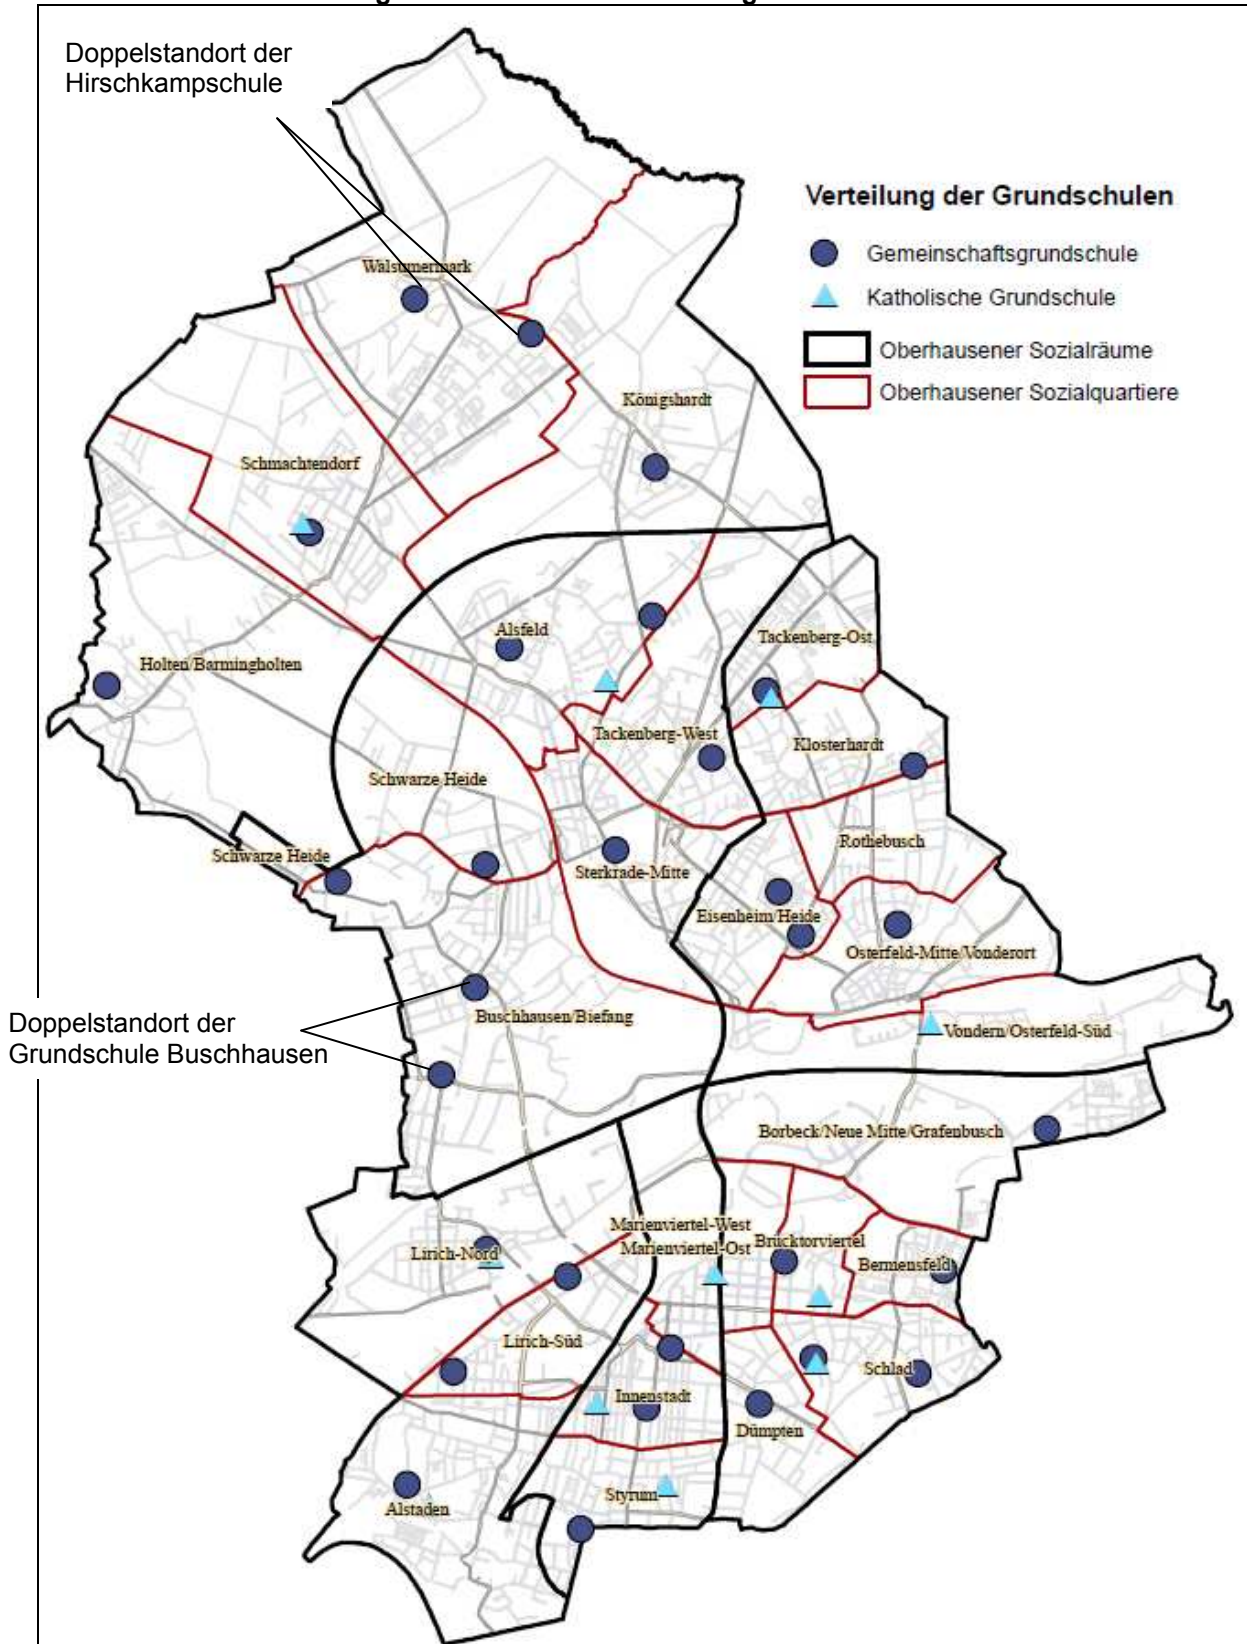 Doppelstandort der
Hirschkampschule
Verteilung der Grundschulen
Gemeinschaftsgrundschule
Katholische Grundschule
Oberhausener Sozialräume
Oberhausener Sozialquartiere
Walsumermark
Königshardt
Schmachtendorf
Alsfeld
Tackenberg-Ost
Holten/Barmingholten
Tackenberg-West
Klosterhardt
Schwarze Heide
Rothebusch
Schwarze Heide
Sterkrade-Mitte
Eisenheim/Heide
Osterfeld-Mitte/Vonderort
Doppelstandort der
Grundschule Buschhausen
Buschhausen/Biefang
Vondern/Osterfeld-Süd
Borbeck/Neue Mitte/Grafenbusch
Marienviertel-West
Marienviertel-Ost
Brücktorviertel
Lirich-Nord
Bermensfeld
Lirich-Süd
Schlad
Innenstadt
Dümpten
Styrum
Alstaden